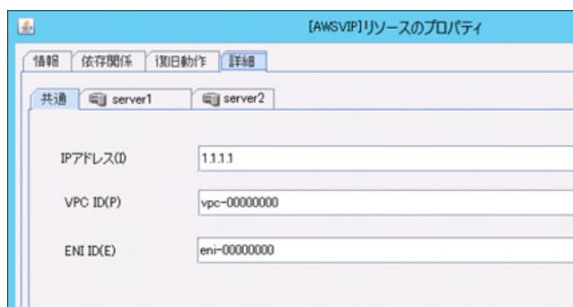 [AWSVIP]リソースのプロパティ
情報 依存関係 復旧動作 詳細
共通 server1 server2
IPアドレス(I) 1.1.1.1
VPC ID(P) vpc-00000000
ENI ID(E) eni-00000000